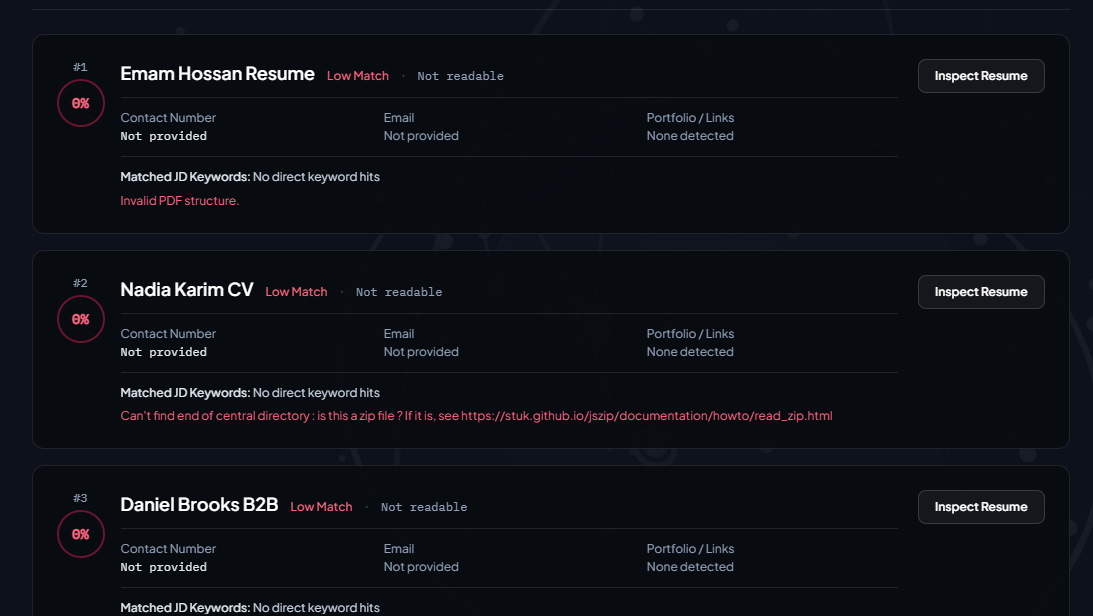 #1
0%
Emam Hossan Resume Low Match · Not readable
Inspect Resume
Contact Number Email Portfolio / Links
Not provided Not provided None detected
Matched JD Keywords: No direct keyword hits
Invalid PDF structure.
#2
0%
Nadia Karim CV Low Match · Not readable
Inspect Resume
Contact Number Email Portfolio / Links
Not provided Not provided None detected
Matched JD Keywords: No direct keyword hits
Can't find end of central directory : is this a zip file ? If it is, see https://stuk.github.io/jszip/documentation/howto/read_zip.html
#3
0%
Daniel Brooks B2B Low Match · Not readable
Inspect Resume
Contact Number Email Portfolio / Links
Not provided Not provided None detected
Matched JD Keywords: No direct keyword hits